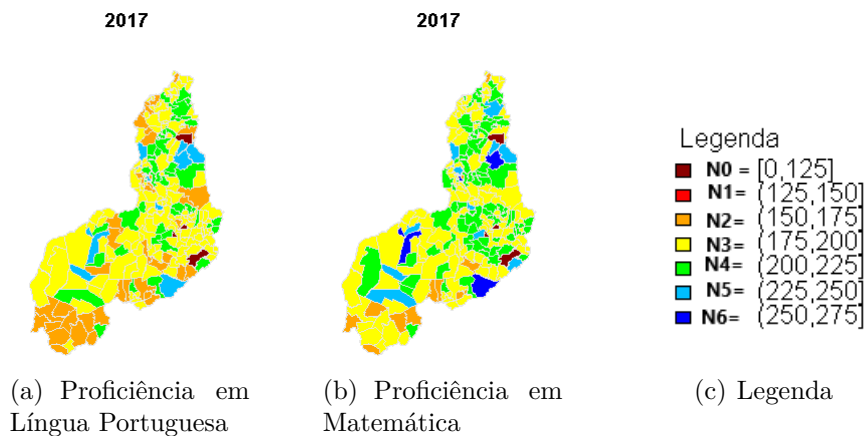 2017
2017
Legenda
N0 = [0,125]
N1= (125,150]
N2= (150,175]
N3= (175,200]
N4= (200,225]
N5= (225,250]
N6= (250,275]
(a) Proficiência em
Língua Portuguesa
(b) Proficiência em
Matemática
(c) Legenda